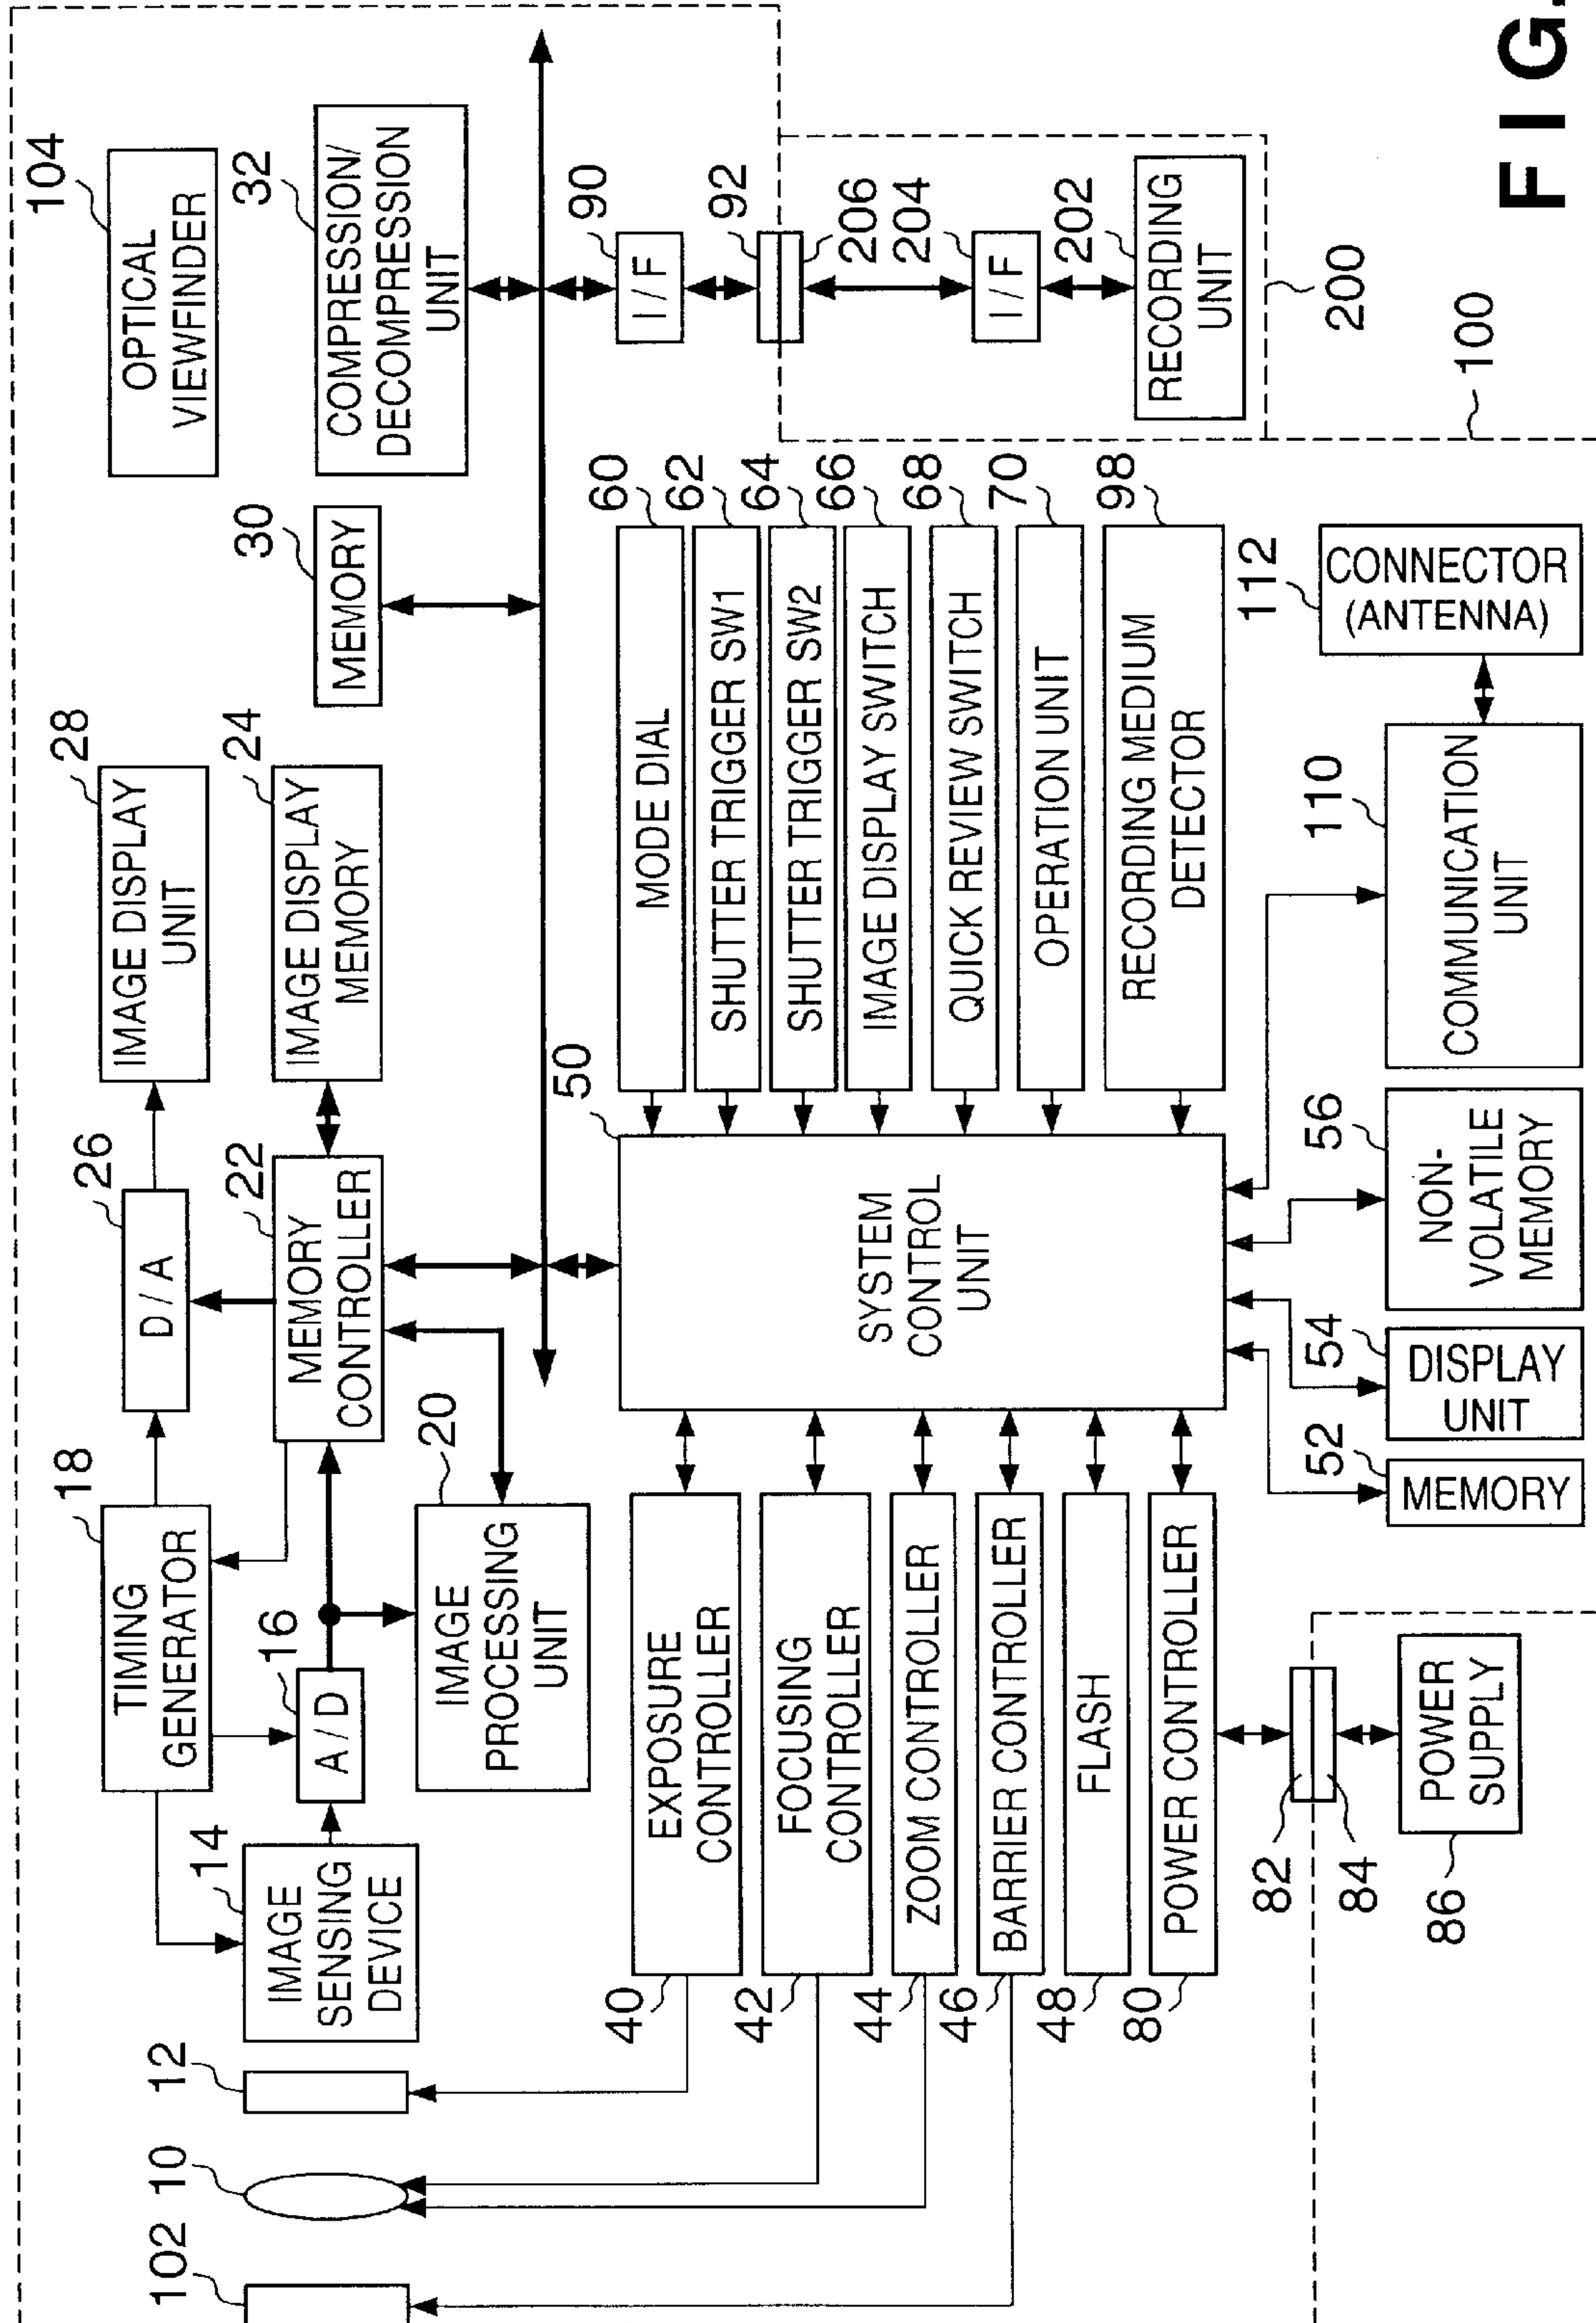 104
OPTICAL
VIEWFINDER
32
COMPRESSION/
DECOMPRESSION
UNIT
30
MEMORY
28
IMAGE DISPLAY
UNIT
24
IMAGE DISPLAY
MEMORY
26
D/A
22
MEMORY
CONTROLLER
18
TIMING
GENERATOR
16
A/D
20
IMAGE
PROCESSING
UNIT
14
IMAGE
SENSING
DEVICE
12
10
102
90
I/F
92
206
204
I/F
202
RECORDING
UNIT
200
100
60
MODE DIAL
62
SHUTTER TRIGGER SW1
64
SHUTTER TRIGGER SW2
66
IMAGE DISPLAY SWITCH
68
QUICK REVIEW SWITCH
70
OPERATION UNIT
98
RECORDING MEDIUM
DETECTOR
50
SYSTEM
CONTROL
UNIT
40
EXPOSURE
CONTROLLER
42
FOCUSING
CONTROLLER
44
ZOOM CONTROLLER
46
BARRIER CONTROLLER
48
FLASH
80
POWER CONTROLLER
82
84
86
POWER
SUPPLY
52
MEMORY
54
DISPLAY
UNIT
56
NON-
VOLATILE
MEMORY
110
COMMUNICATION
UNIT
112
CONNECTOR
(ANTENNA)
FIG.